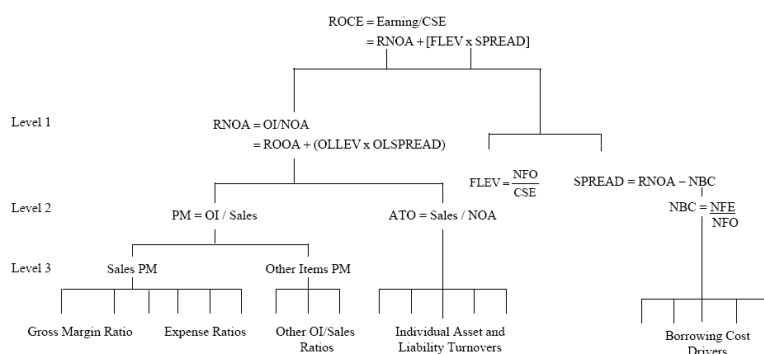 ROCE = Earning/CSE
= RNOA + [FLEV x SPREAD]
Level 1
RNOA = OI/NOA
= ROOA + (OLLEV x OLSPREAD)
FLEV = NFO/CSE
SPREAD = RNOA – NBC
Level 2
PM = OI / Sales
ATO = Sales / NOA
NBC = NFE/NFO
Level 3
Sales PM
Other Items PM
Gross Margin Ratio
Expense Ratios
Other OI/Sales
Ratios
Individual Asset and
Liability Turnovers
Borrowing Cost
Drivers